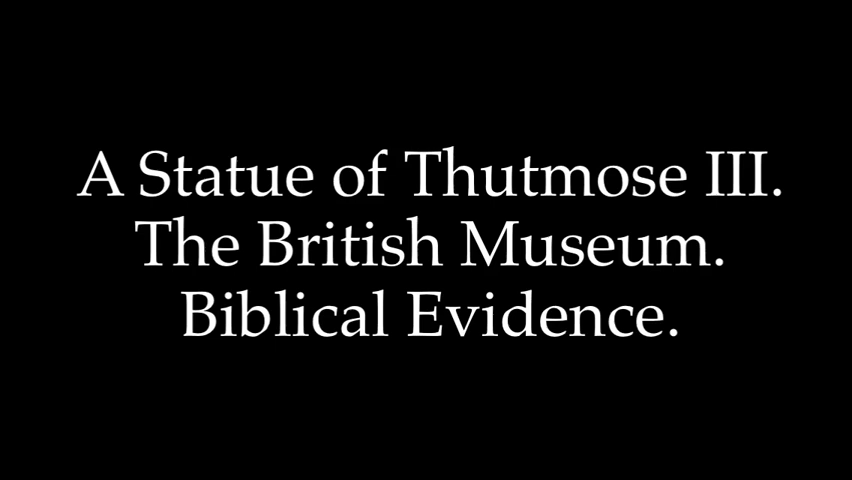 A Statue of Thutmose III.
The British Museum.
Biblical Evidence.